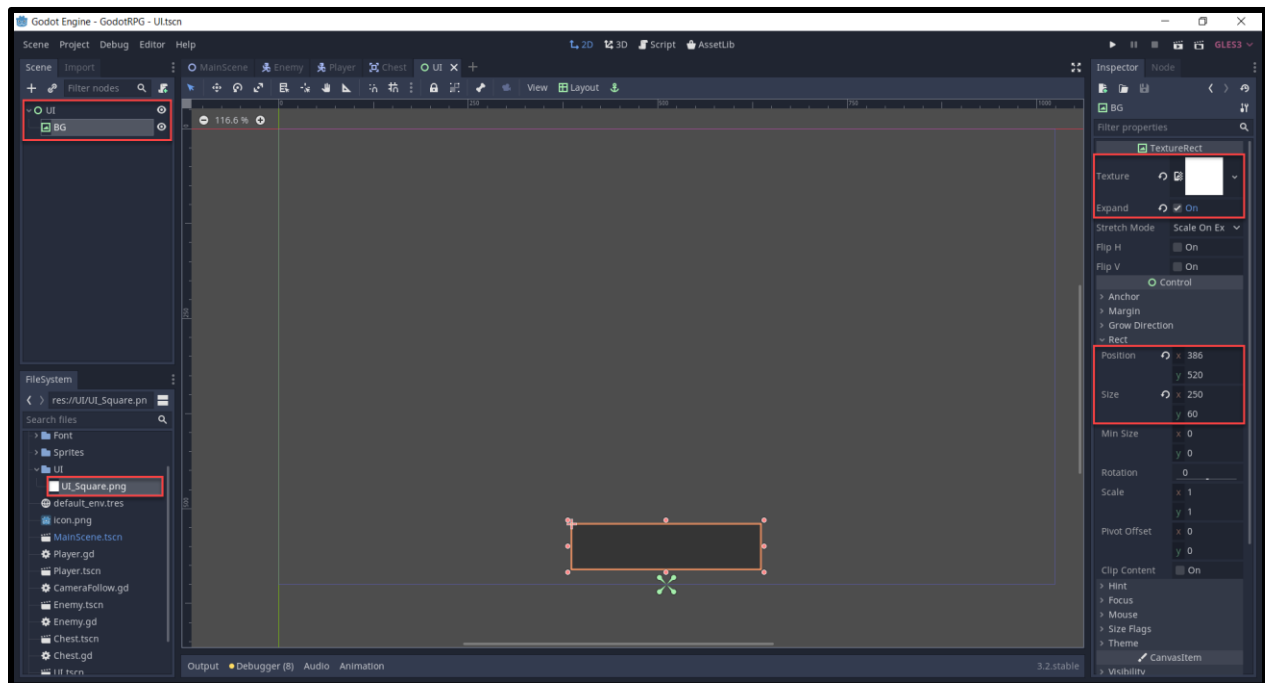 Godot Engine - GodotRPG - UI.tscn
Scene Project Debug Editor Help
2D 3D Script AssetLib
GLES3
Scene Import
MainScene Enemy Player Chest UI
Inspector Node
Filter nodes
View Layout
UI
BG
116.6 %
0 250 500 750 1000
0
250
500
BG
Filter properties
TextureRect
Texture
Expand On
Stretch Mode Scale On Ex
Flip H On
Flip V On
Control
Anchor
Margin
Grow Direction
Rect
Position x 386
y 520
Size x 250
y 60
Min Size x 0
y 0
Rotation 0
Scale x 1
y 1
Pivot Offset x 0
y 0
Clip Content On
Hint
Focus
Mouse
Size Flags
Theme
CanvasItem
Visibility
FileSystem
res://UI/UI_Square.pn
Search files
Font
Sprites
UI
UI_Square.png
default_env.tres
icon.png
MainScene.tscn
Player.gd
Player.tscn
CameraFollow.gd
Enemy.tscn
Enemy.gd
Chest.tscn
Chest.gd
UI.tscn
Output Debugger (8) Audio Animation
3.2.stable